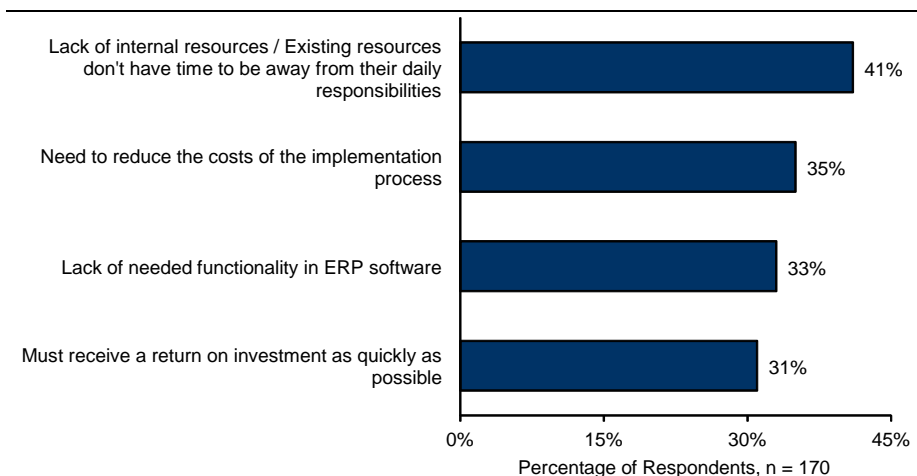 Lack of internal resources / Existing resources
don't have time to be away from their daily
responsibilities
41%
Need to reduce the costs of the implementation
process
35%
Lack of needed functionality in ERP software
33%
Must receive a return on investment as quickly as
possible
31%
0% 15% 30% 45%
Percentage of Respondents, n = 170